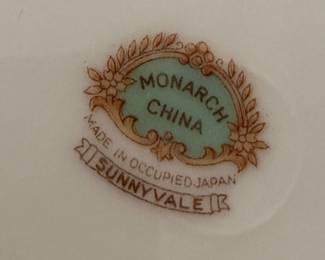 MONARCH
CHINA
MADE IN OCCUPIED JAPAN
SUNNYVALE